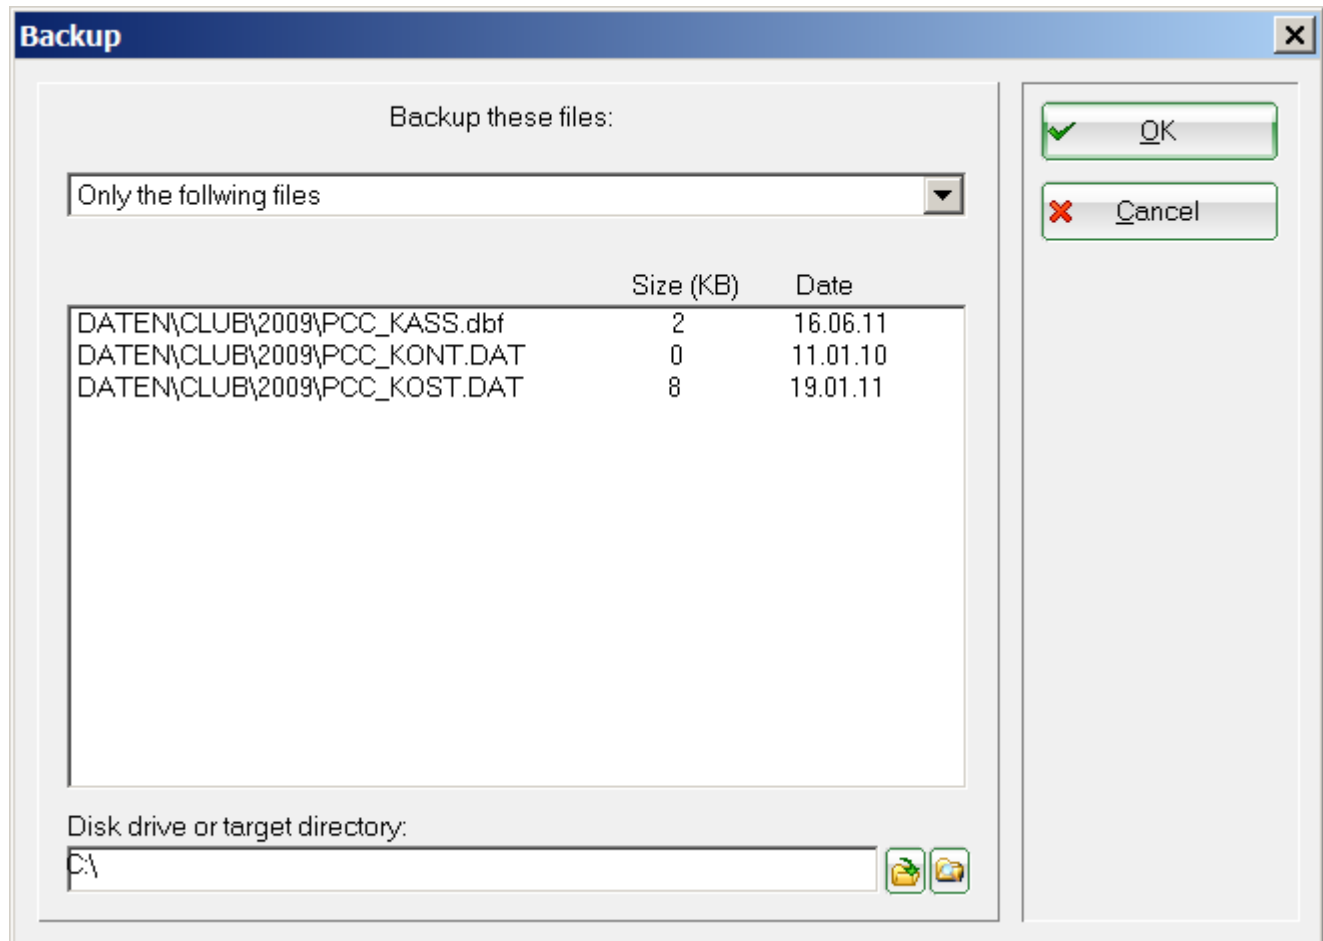 Backup
Backup these files:
OK
Only the follwing files
Cancel
Size (KB) Date
DATEN\CLUB\2009\PCC_KASS.dbf 2 16.06.11
DATEN\CLUB\2009\PCC_KONT.DAT 0 11.01.10
DATEN\CLUB\2009\PCC_KOST.DAT 8 19.01.11
Disk drive or target directory:
C:\